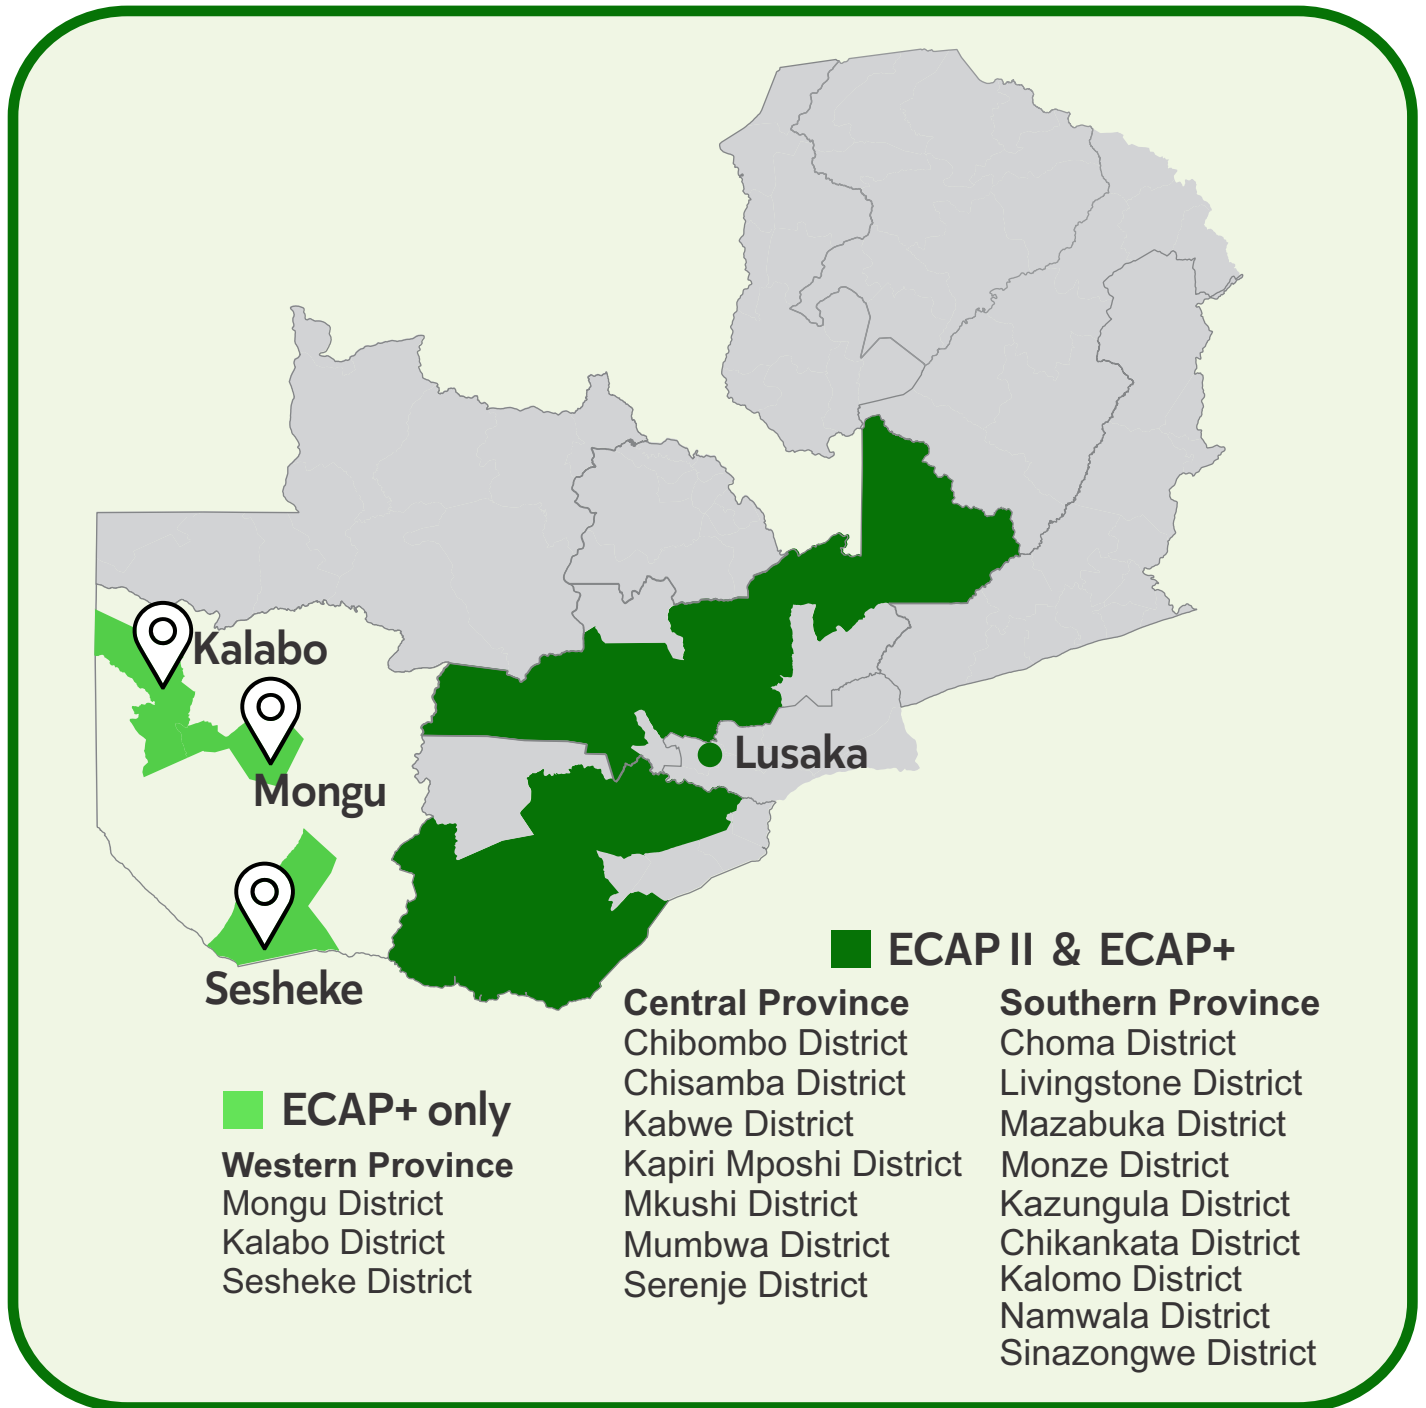 Kalabo
Mongu
Lusaka
Sesheke
ECAP+ only
Western Province
Mongu District
Kalabo District
Sesheke District
ECAP II & ECAP+
Central Province
Chibombo District
Chisamba District
Kabwe District
Kapiri Mposhi District
Mkushi District
Mumbwa District
Serenje District
Southern Province
Choma District
Livingstone District
Mazabuka District
Monze District
Kazungula District
Chikankata District
Kalomo District
Namwala District
Sinazongwe District